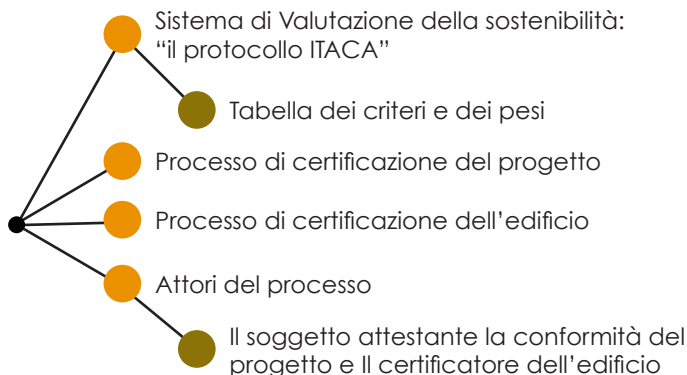 Sistema di Valutazione della sostenibilità:
“il protocollo ITACA”
Tabella dei criteri e dei pesi
Processo di certificazione del progetto
Processo di certificazione dell’edificio
Attori del processo
Il soggetto attestante la conformità del
progetto e Il certificatore dell’edificio